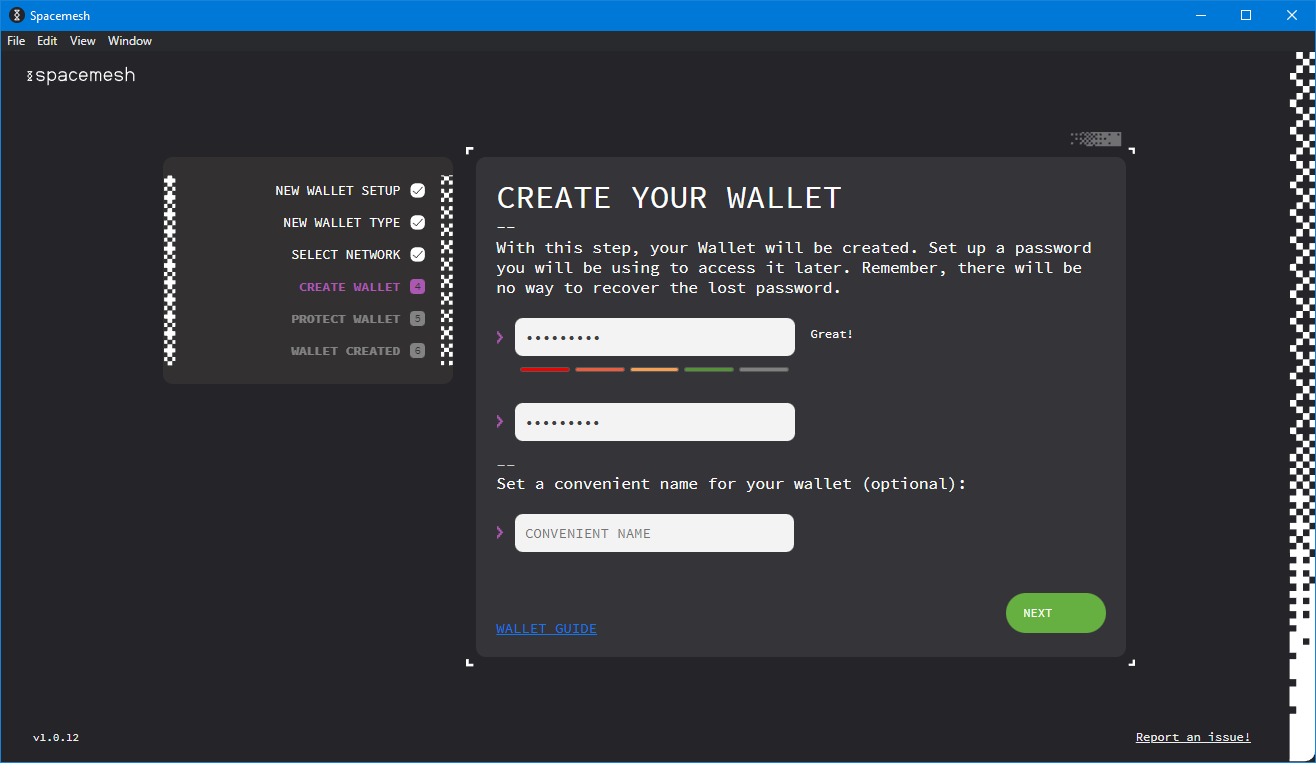 Spacemesh
File Edit View Window
spacemesh
NEW WALLET SETUP
NEW WALLET TYPE
SELECT NETWORK
CREATE WALLET 4
PROTECT WALLET 5
WALLET CREATED 6
CREATE YOUR WALLET
--
With this step, your Wallet will be created. Set up a password
you will be using to access it later. Remember, there will be
no way to recover the lost password.
••••••••• Great!
•••••••••
--
Set a convenient name for your wallet (optional):
CONVENIENT NAME
NEXT
WALLET GUIDE
v1.0.12
Report an issue!